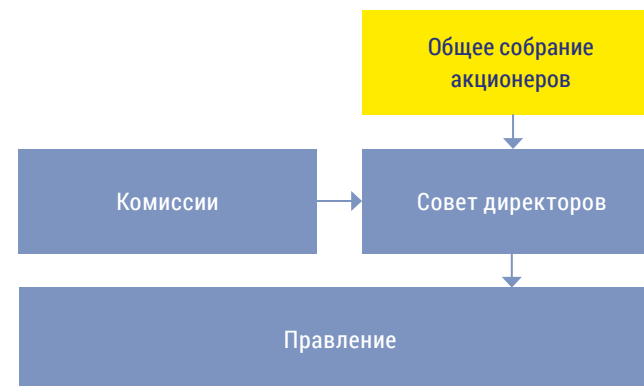 Общее собрание
акционеров
Комиссии
Совет директоров
Правление